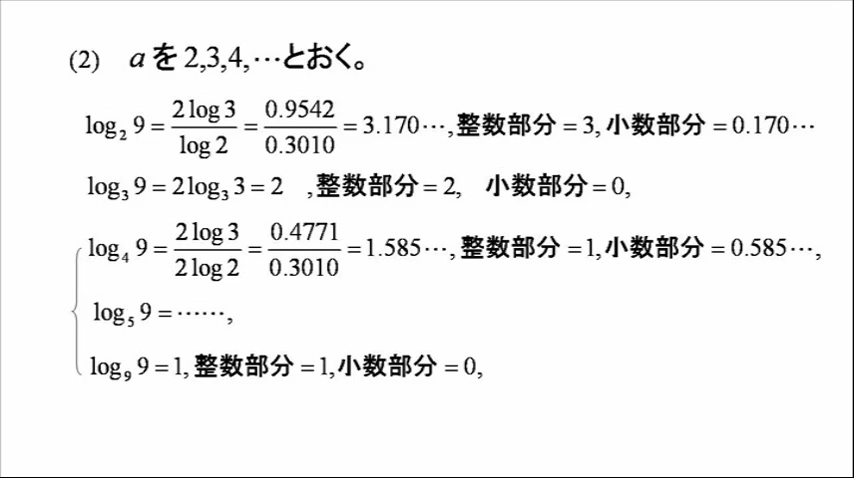 (2) aを2,3,4,…とおく。
log₂ 9 = 2log3/log2 = 0.9542/0.3010 = 3.170…,整数部分=3,小数部分=0.170…
log₃ 9 = 2log₃ 3 = 2 ,整数部分=2, 小数部分=0,
log₄ 9 = 2log3/2log2 = 0.4771/0.3010 = 1.585…,整数部分=1,小数部分=0.585…,
log₅ 9 = ……,
log₉ 9 = 1,整数部分=1,小数部分=0,